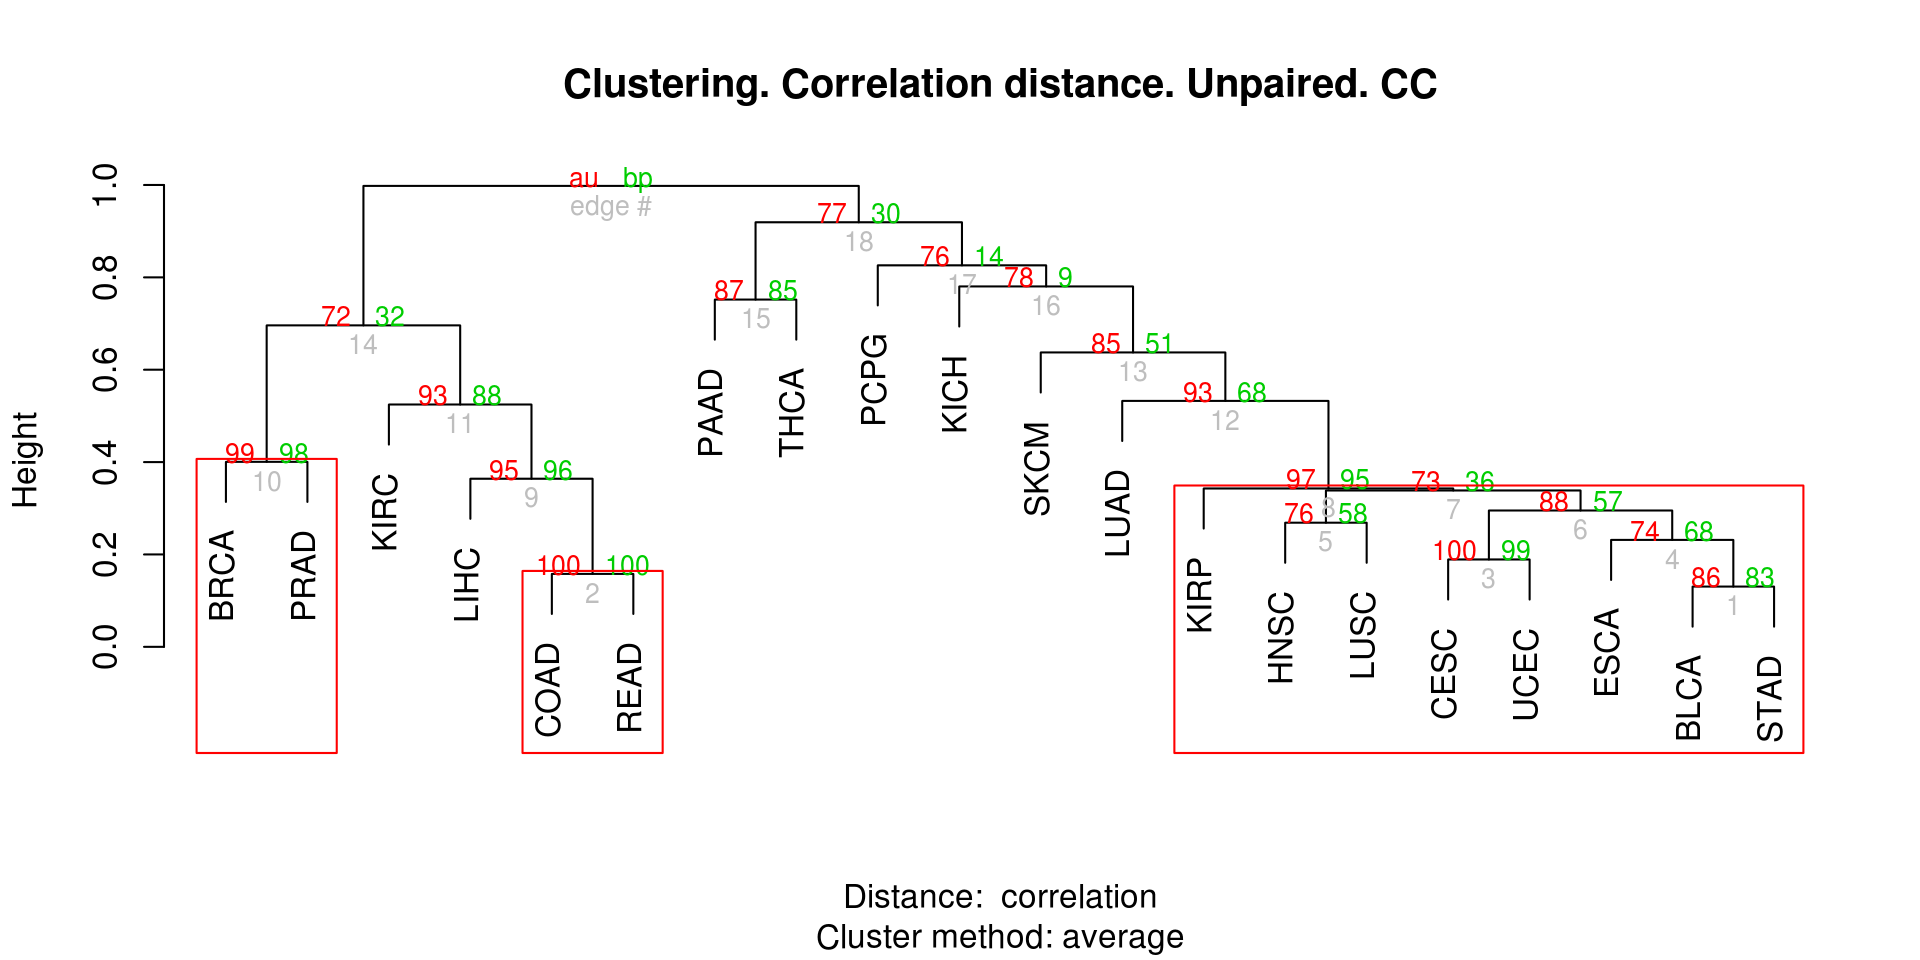 Clustering. Correlation distance. Unpaired. CC
Height
1.0
0.8
0.6
0.4
0.2
0.0
au bp
edge #
77 30
18
76 14
17
78 9
16
87 85
15
72 32
14
85 51
13
93 68
12
93 88
11
99 98
10
95 96
9
97 95
8
73 36
7
88 57
6
76 58
5
74 68
4
100 99
3
100 100
2
86 83
1
BRCA
PRAD
KIRC
LIHC
COAD
READ
PAAD
THCA
PCPG
KICH
SKCM
LUAD
KIRP
HNSC
LUSC
CESC
UCEC
ESCA
BLCA
STAD
Distance: correlation
Cluster method: average